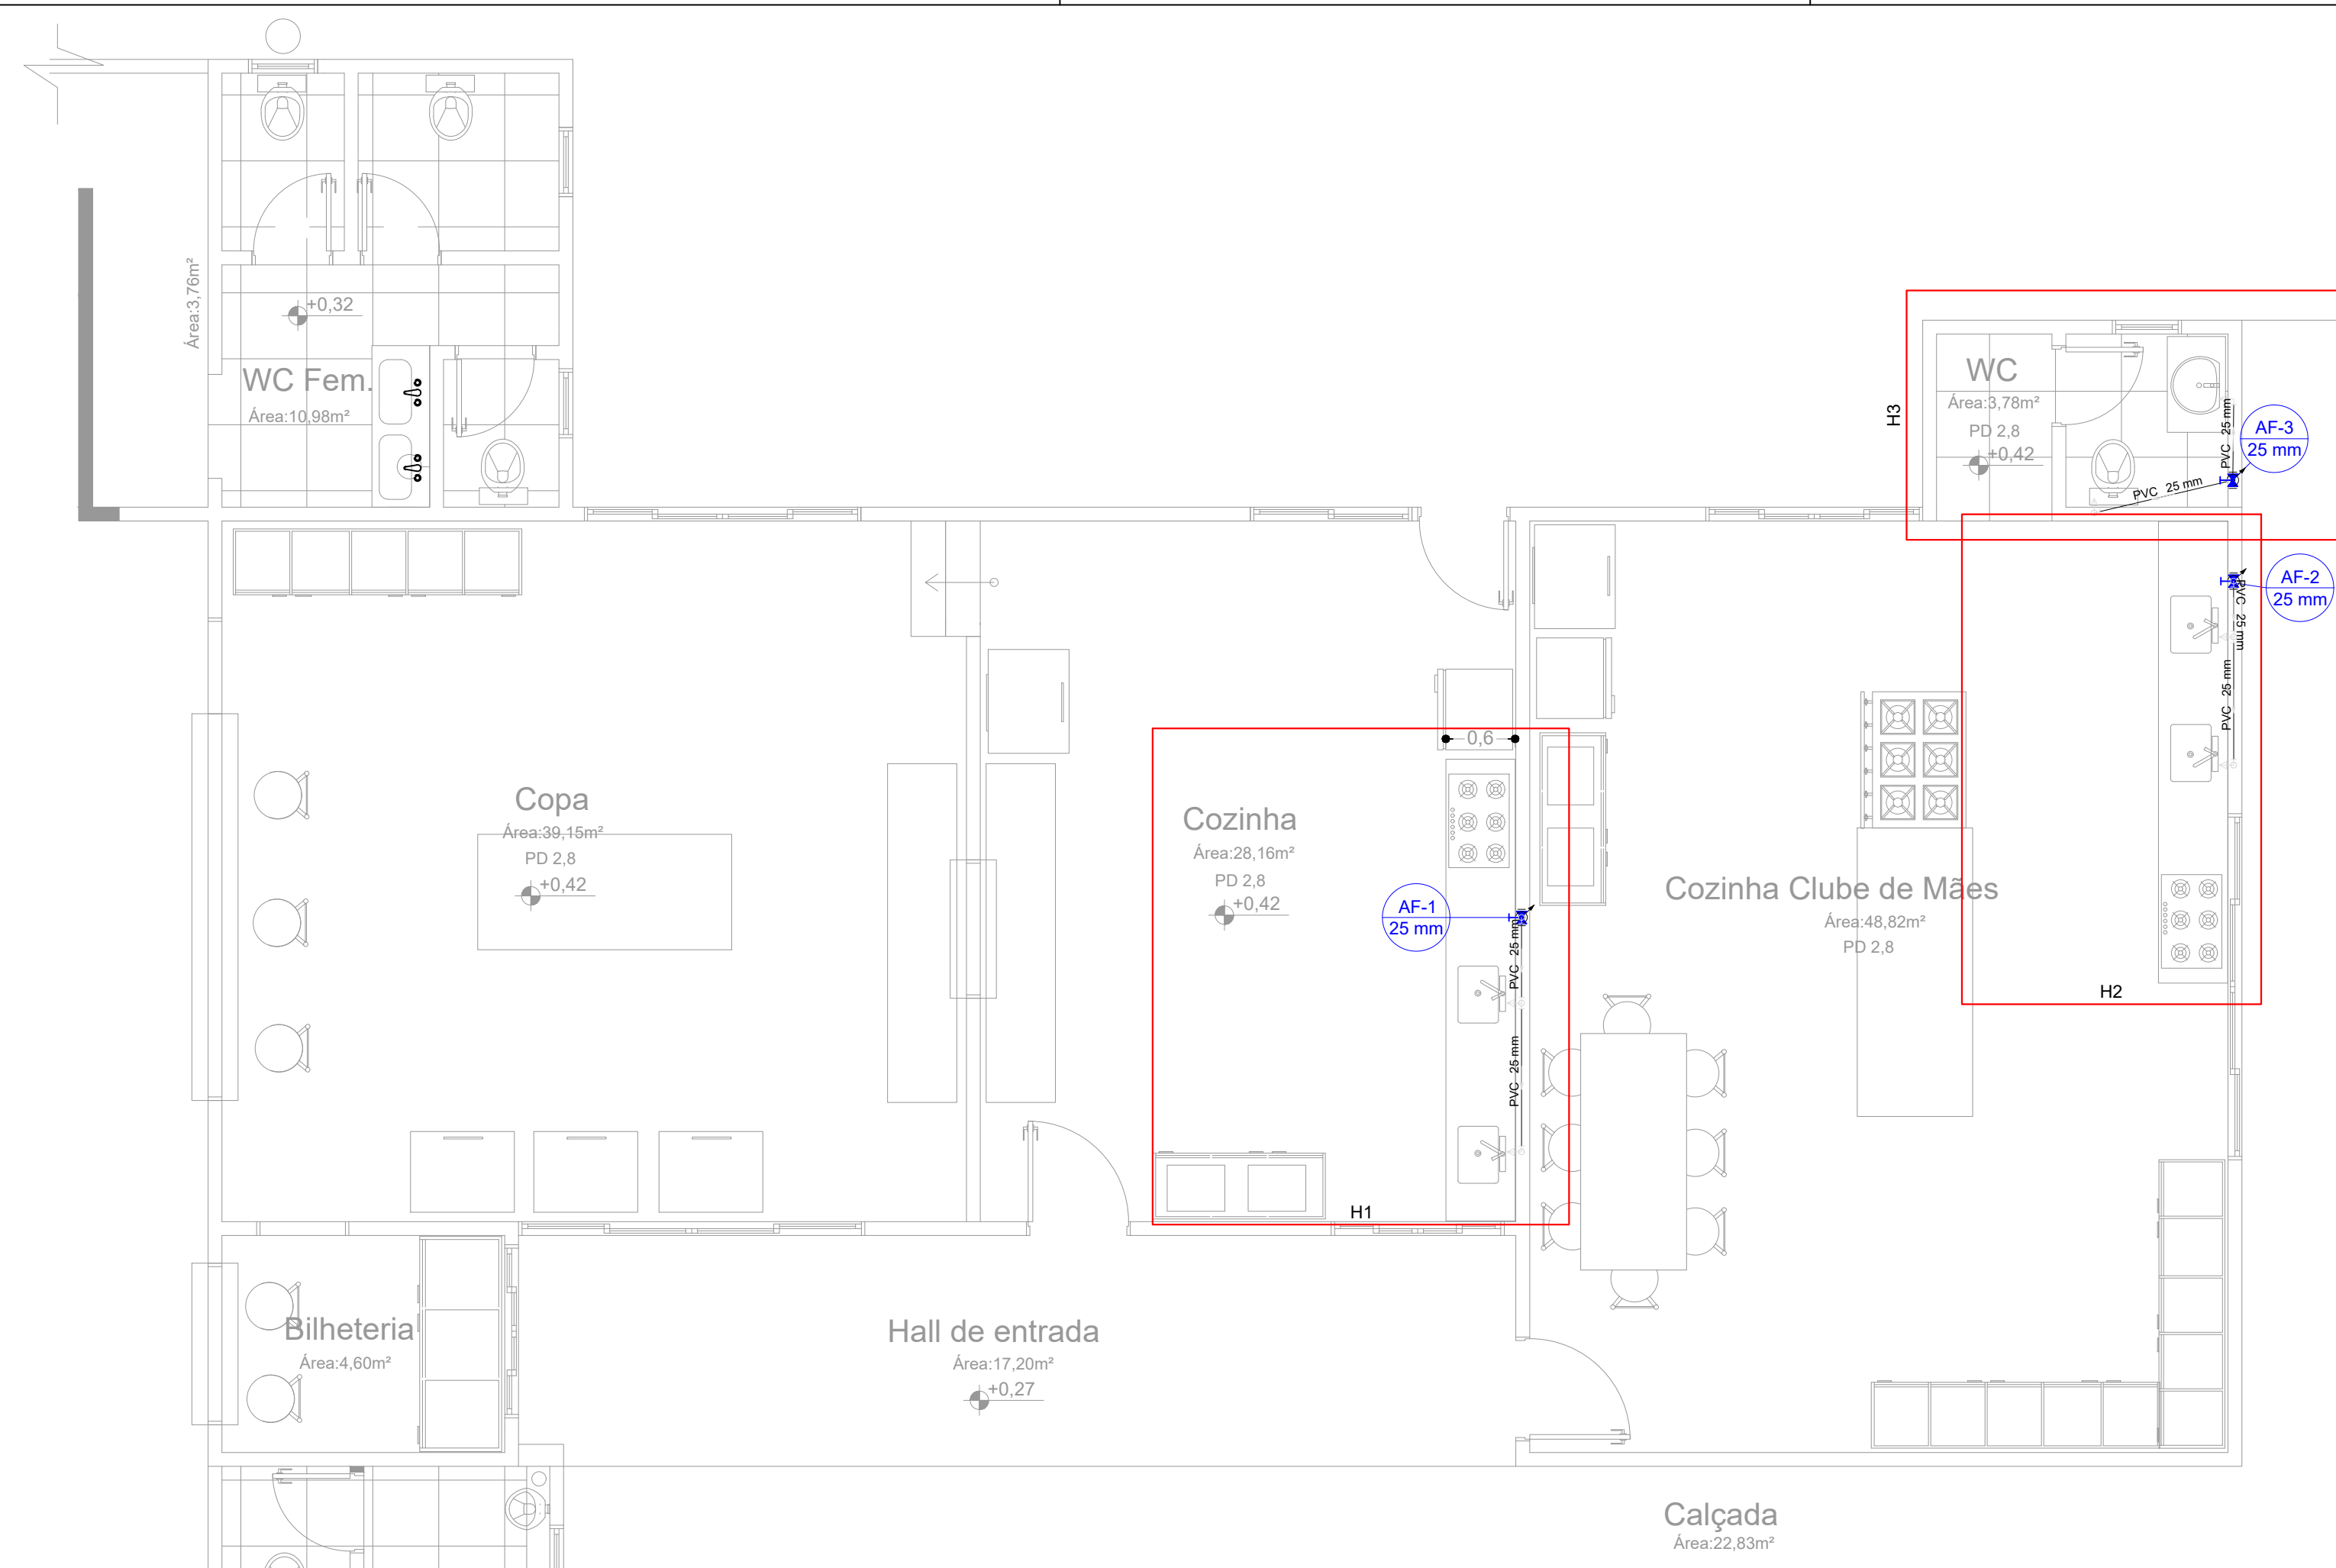 Área:3,76m²
+0,32
WC Fem.
Área:10,98m²
H3
WC
Área:3,78m²
PD 2,8
+0,42
PVC 25 mm
PVC 25 mm
AF-3
25 mm
AF-2
25 mm
PVC 25 mm
PVC 25 mm
H2
0,6
Copa
Área:39,15m²
PD 2,8
+0,42
Cozinha
Área:28,16m²
PD 2,8
+0,42
AF-1
25 mm
PVC 25 mm
PVC 25 mm
H1
Cozinha Clube de Mães
Área:48,82m²
PD 2,8
Bilheteria
Área:4,60m²
Hall de entrada
Área:17,20m²
+0,27
Calçada
Área:22,83m²